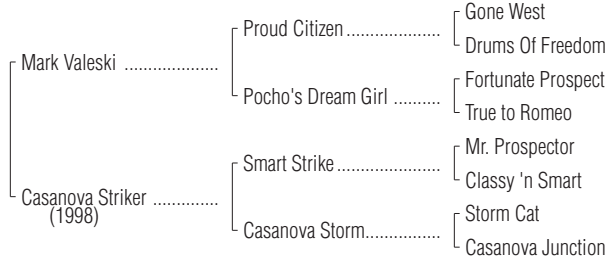 Gone West
Proud Citizen .....................
Drums Of Freedom
Mark Valeski .....................
Fortunate Prospect
Pocho's Dream Girl ..........
True to Romeo
Mr. Prospector
Smart Strike.......................
Classy 'n Smart
Casanova Striker ..............
(1998)
Storm Cat
Casanova Storm.................
Casanova Junction